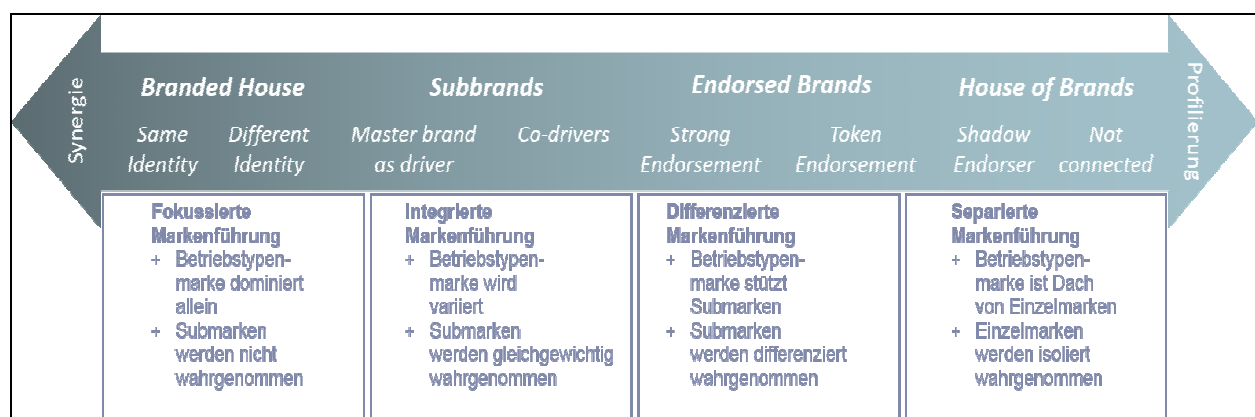 Synergie
Branded House
Subbrands
Endorsed Brands
House of Brands
Profilierung
Same
Identity
Different
Identity
Master brand
as driver
Co-drivers
Strong
Endorsement
Token
Endorsement
Shadow
Endorser
Not
connected
Fokussierte
Markenführung
+ Betriebstypen-
marke dominiert
allein
+ Submarken
werden nicht
wahrgenommen
Integrierte
Markenführung
+ Betriebstypen-
marke wird
variiert
+ Submarken
werden gleichgewichtig
wahrgenommen
Differenzierte
Markenführung
+ Betriebstypen-
marke stützt
Submarken
+ Submarken
werden differenziert
wahrgenommen
Separierte
Markenführung
+ Betriebstypen-
marke ist Dach
von Einzelmarken
+ Einzelmarken
werden isoliert
wahrgenommen